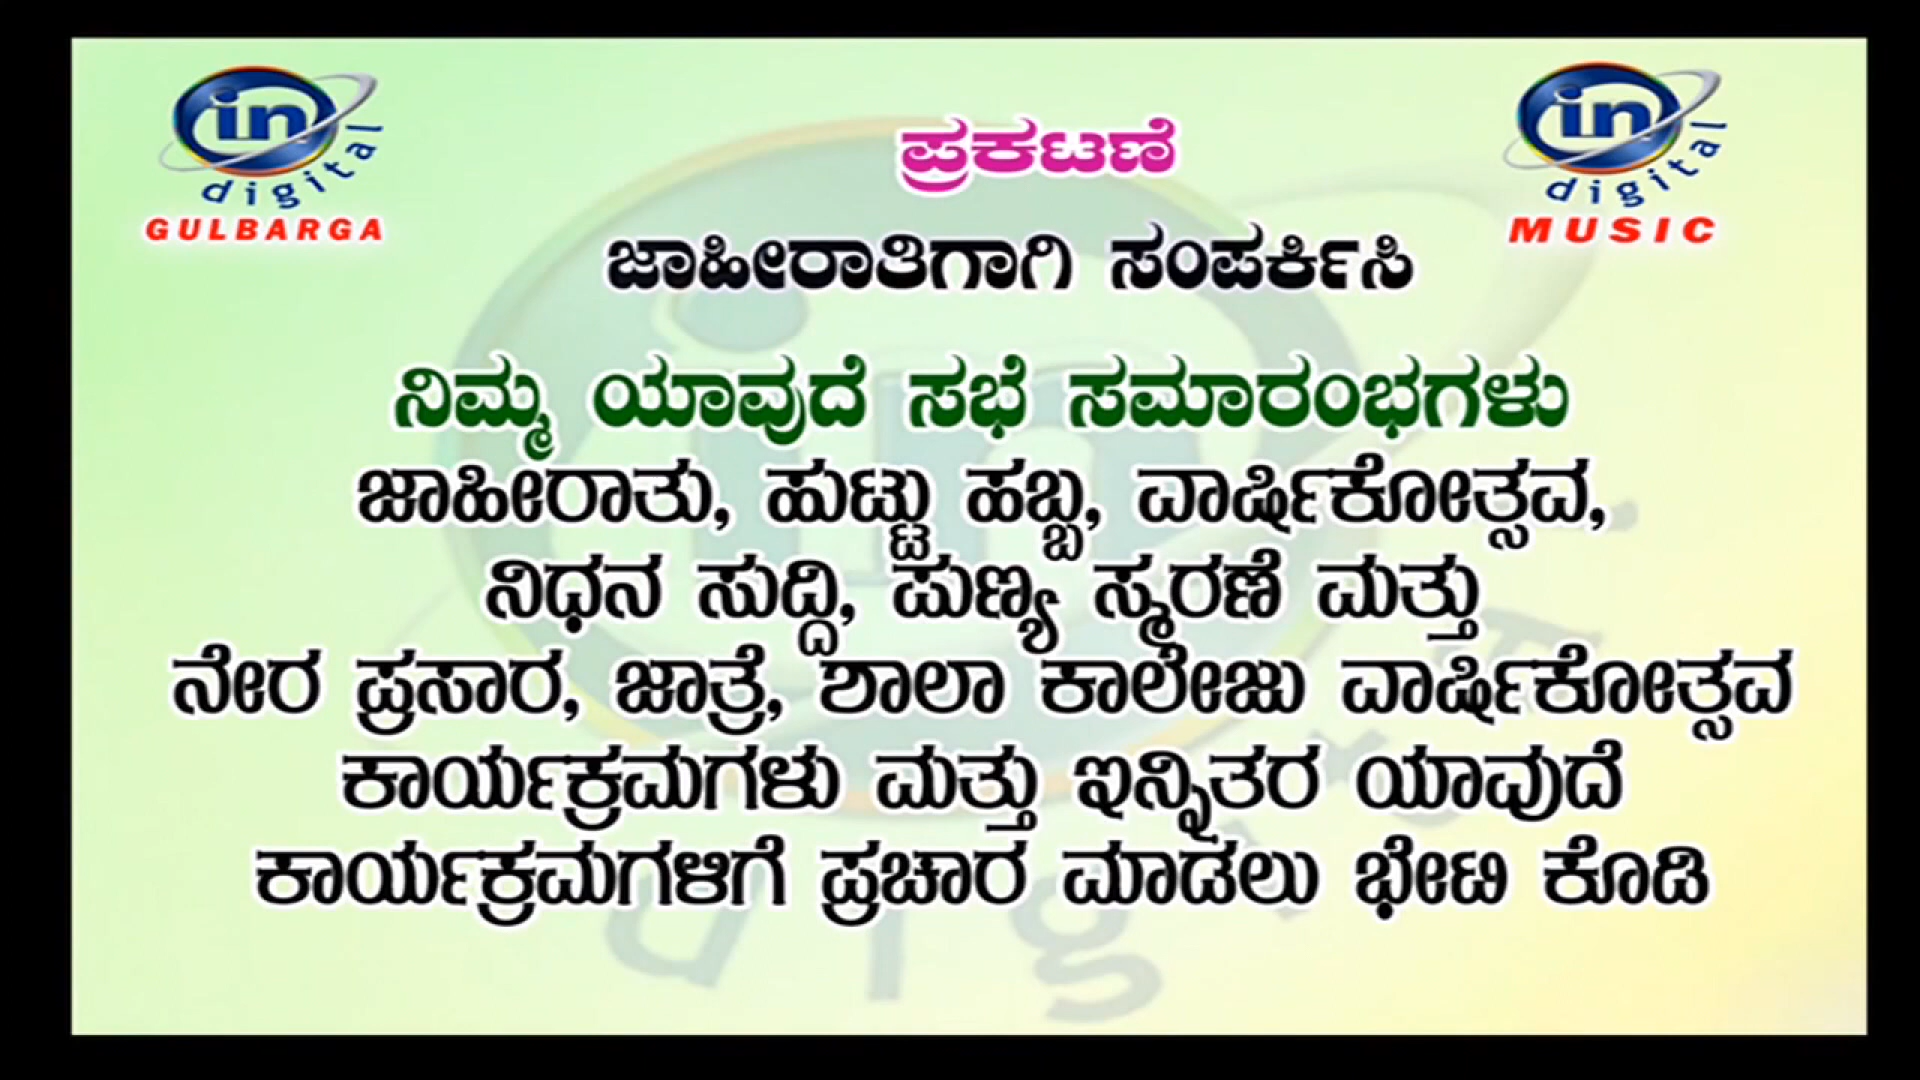 in
digital
GULBARGA
in
digital
MUSIC
ಪ್ರಕಟಣೆ
ಜಾಹೀರಾತಿಗಾಗಿ ಸಂಪರ್ಕಿಸಿ
ನಿಮ್ಮ ಯಾವುದೆ ಸಭೆ ಸಮಾರಂಭಗಳು
ಜಾಹೀರಾತು, ಹುಟ್ಟು ಹಬ್ಬ, ವಾರ್ಷಿಕೋತ್ಸವ,
ನಿಧನ ಸುದ್ದಿ, ಪುಣ್ಯ ಸ್ಮರಣೆ ಮತ್ತು
ನೇರ ಪ್ರಸಾರ, ಜಾತ್ರೆ, ಶಾಲಾ ಕಾಲೇಜು ವಾರ್ಷಿಕೋತ್ಸವ
ಕಾರ್ಯಕ್ರಮಗಳು ಮತ್ತು ಇನ್ನಿತರ ಯಾವುದೆ
ಕಾರ್ಯಕ್ರಮಗಳಿಗೆ ಪ್ರಚಾರ ಮಾಡಲು ಭೇಟಿ ಕೊಡಿ